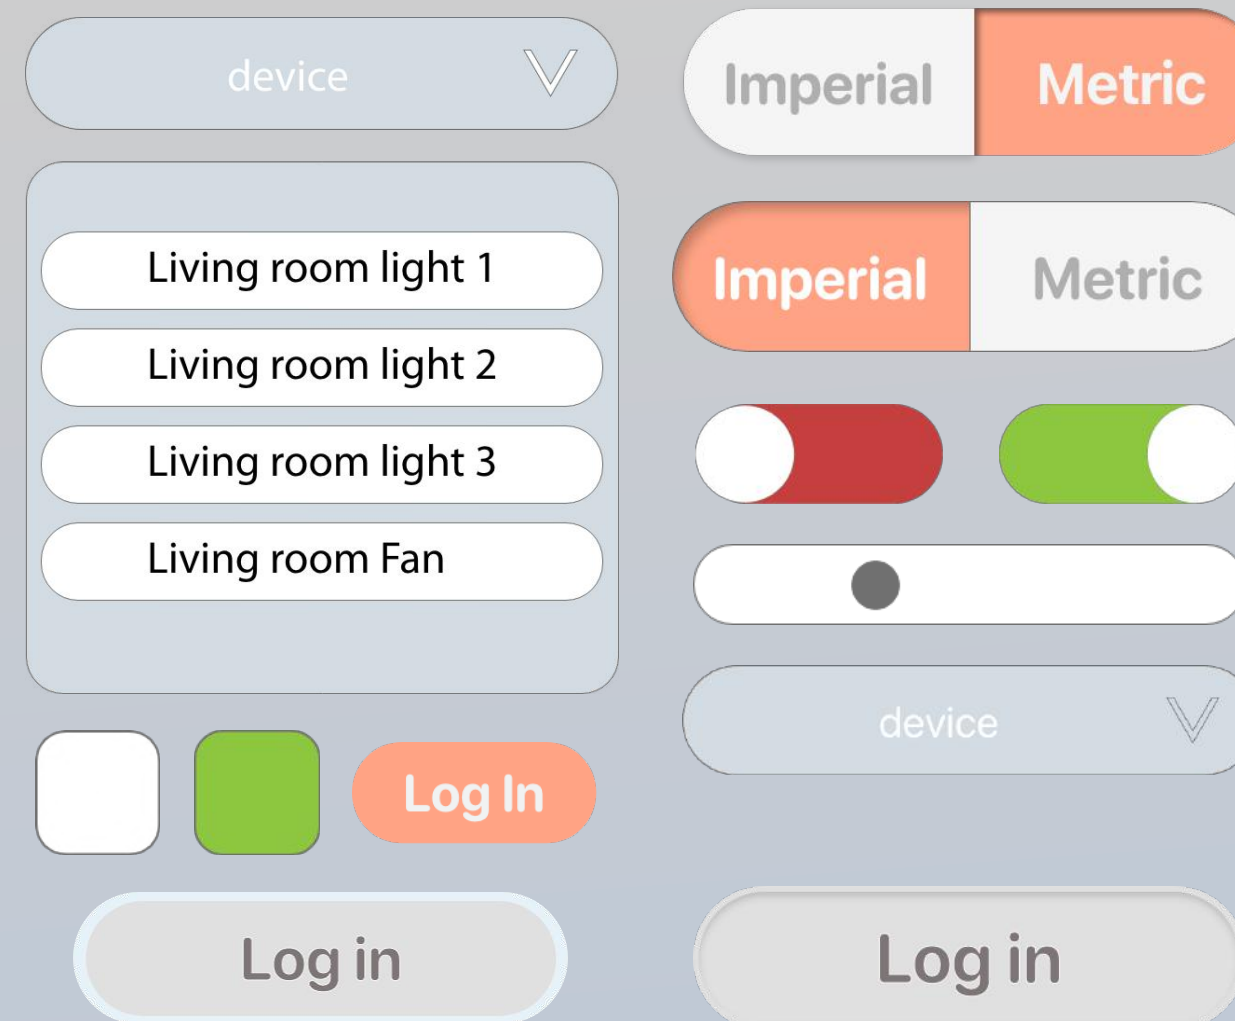 device
Living room light 1
Living room light 2
Living room light 3
Living room Fan
Log In
Log in
Imperial Metric
Imperial Metric
device
Log in